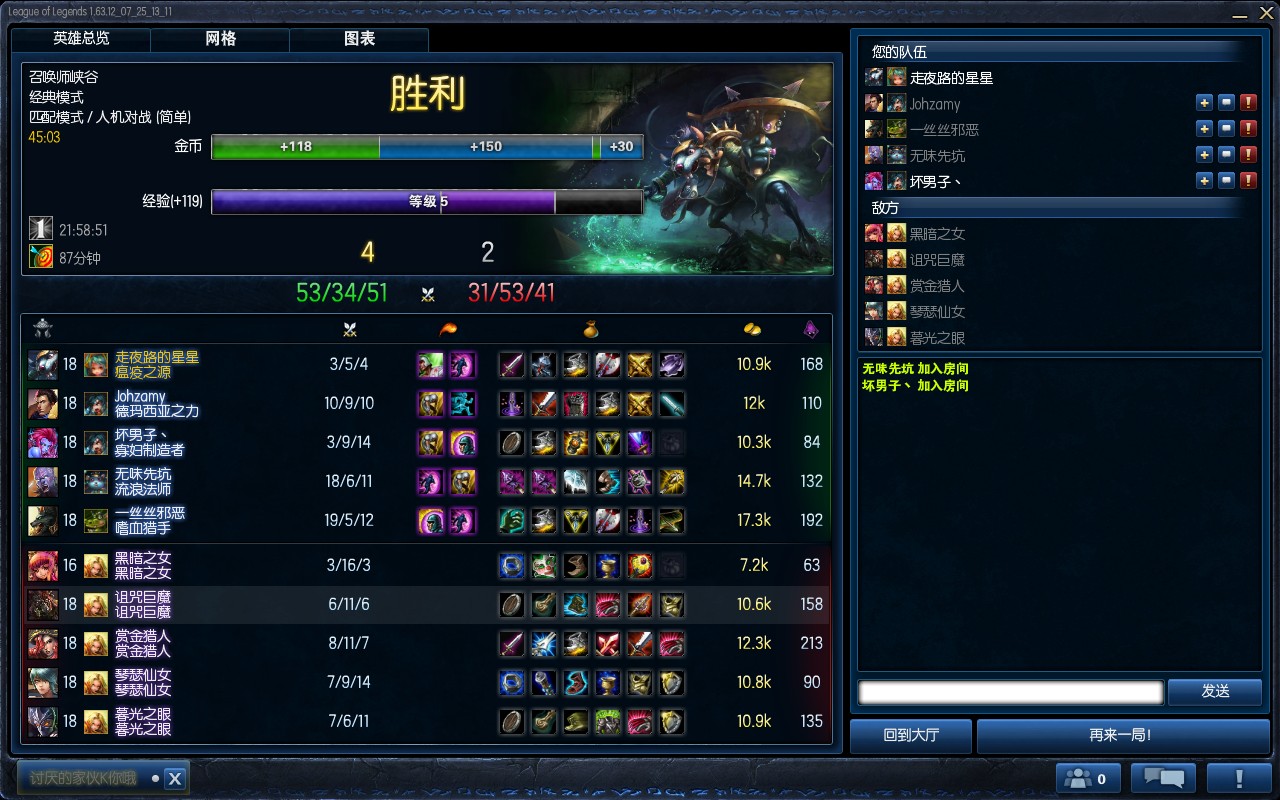 League of Legends 1.63.12_07_25_13_11
英雄总览 网格 图表
召唤师峡谷
经典模式
匹配模式 / 人机对战 (简单)
45:03
胜利
金币 +118 +150 +30
经验(+119) 等级 5
21:58:51
87分钟
4 2
53/34/51 31/53/41
18 走夜路的星星 3/5/4 10.9k 168
瘟疫之源
18 Johzamy 10/9/10 12k 110
德玛西亚之力
18 坏男子丶 3/9/14 10.3k 84
寡妇制造者
18 无味先坑 18/6/11 14.7k 132
流浪法师
18 一丝丝邪恶 19/5/12 17.3k 192
嗜血猎手
16 黑暗之女 3/16/3 7.2k 63
黑暗之女
18 诅咒巨魔 6/11/6 10.6k 158
诅咒巨魔
18 赏金猎人 8/11/7 12.3k 213
赏金猎人
18 琴瑟仙女 7/9/14 10.8k 90
琴瑟仙女
18 暮光之眼 7/6/11 10.9k 135
暮光之眼
您的队伍
走夜路的星星
Johzamy
一丝丝邪恶
无味先坑
坏男子丶
敌方
黑暗之女
诅咒巨魔
赏金猎人
琴瑟仙女
暮光之眼
无味先坑 加入房间
坏男子丶 加入房间
发送
回到大厅 再来一局!
讨厌的家伙K你哦
0